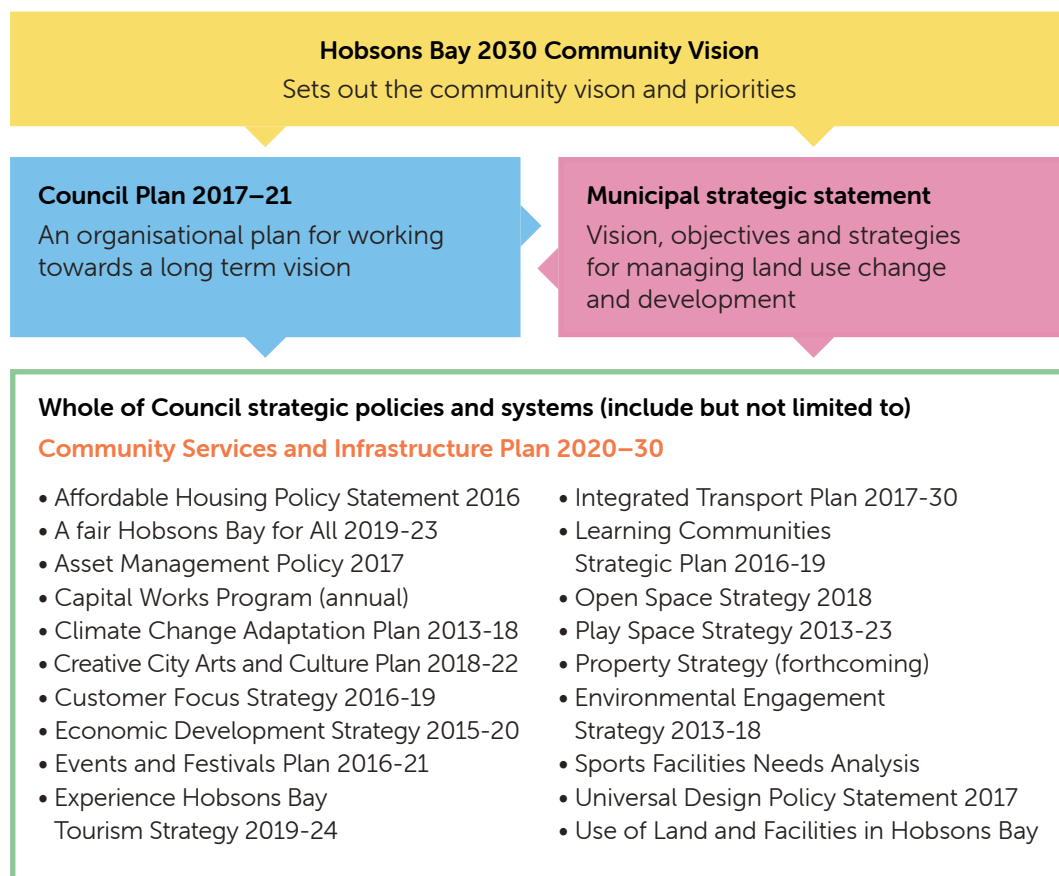 Hobsons Bay 2030 Community Vision
Sets out the community vison and priorities
Council Plan 2017–21
An organisational plan for working
towards a long term vision
Municipal strategic statement
Vision, objectives and strategies
for managing land use change
and development
Whole of Council strategic policies and systems (include but not limited to)
Community Services and Infrastructure Plan 2020–30
• Affordable Housing Policy Statement 2016
• A fair Hobsons Bay for All 2019-23
• Asset Management Policy 2017
• Capital Works Program (annual)
• Climate Change Adaptation Plan 2013-18
• Creative City Arts and Culture Plan 2018-22
• Customer Focus Strategy 2016-19
• Economic Development Strategy 2015-20
• Events and Festivals Plan 2016-21
• Experience Hobsons Bay
Tourism Strategy 2019-24
• Integrated Transport Plan 2017-30
• Learning Communities
Strategic Plan 2016-19
• Open Space Strategy 2018
• Play Space Strategy 2013-23
• Property Strategy (forthcoming)
• Environmental Engagement
Strategy 2013-18
• Sports Facilities Needs Analysis
• Universal Design Policy Statement 2017
• Use of Land and Facilities in Hobsons Bay